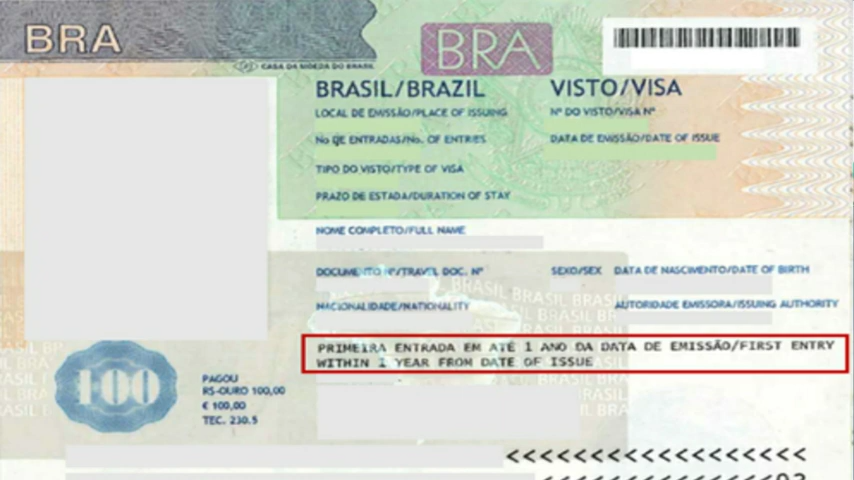 BRA
BRA
CASA DA MOEDA DO BRASIL
BRASIL/BRAZIL
VISTO/VISA
LOCAL DE EMISSÃO/PLACE OF ISSUING
Nº DO VISTO/VISA Nº
No DE ENTRADAS/No. OF ENTRIES
DATA DE EMISSÃO/DATE OF ISSUE
TIPO DO VISTO/TYPE OF VISA
PRAZO DE ESTADA/DURATION OF STAY
NOME COMPLETO/FULL NAME
DOCUMENTO Nº/TRAVEL DOC. Nº
SEXO/SEX
DATA DE NASCIMENTO/DATE OF BIRTH
NACIONALIDADE/NATIONALITY
AUTORIDADE EMISSORA/ISSUING AUTHORITY
PRIMEIRA ENTRADA EM ATÉ 1 ANO DA DATA DE EMISSÃO/FIRST ENTRY
WITHIN 1 YEAR FROM DATE OF ISSUE
100
PAGOU
R$-OURO 100,00
€ 100,00
TEC. 230.5
<<<<<<<<<<<<<<<<<<